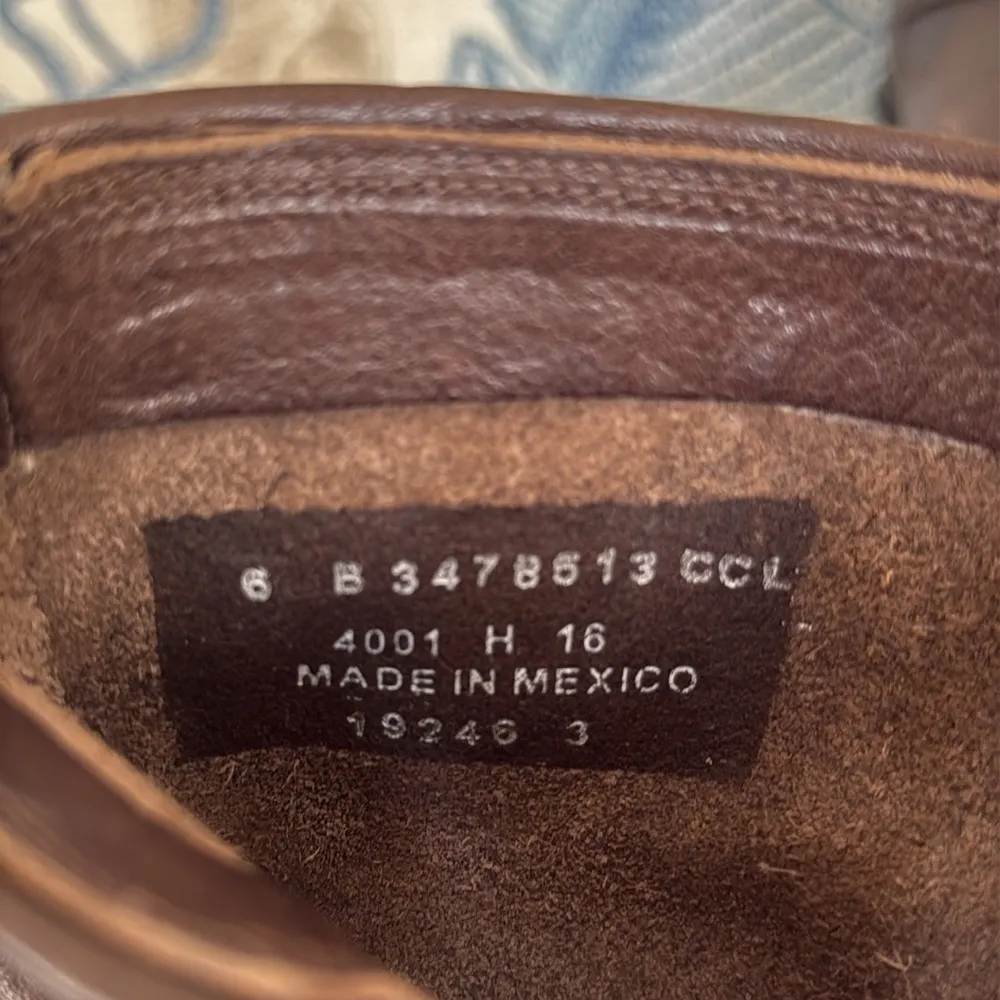 6 B 3478513 CCL
4001 H 16
MADE IN MEXICO
19246 3